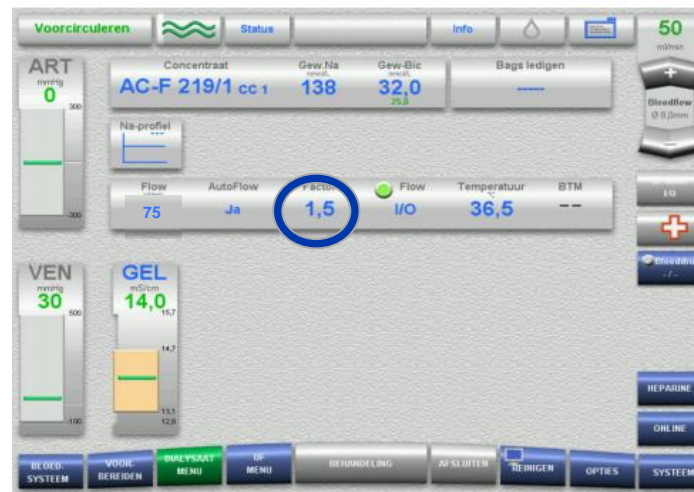 Voorcirculeren
Status
Info
50
ml/min
ART
mmHg
0
300
-300
Concentraat
AC-F 219/1 cc 1
Gew.Na
mmol/L
138
Gew-Bic
mmol/L
32,0
25,0
Bags ledigen
-----
+
Bloedflow
Ø 8,0mm
Na-profiel
---
Flow
75
AutoFlow
Ja
Factor
1,5
Flow
I/O
Temperatuur
°C
36,5
BTM
--
I/O
Bloeddruk
-/-
VEN
mmHg
30
500
-100
GEL
mS/cm
14,0
15,7
14,7
13,1
12,8
HEPARINE
ONLINE
BLOED-
SYSTEEM
VOOR-
BEREIDEN
DIALYSAAT
MENU
UF
MENU
BEHANDELING
AFSLUITEN
REINIGEN
OPTIES
SYSTEEM